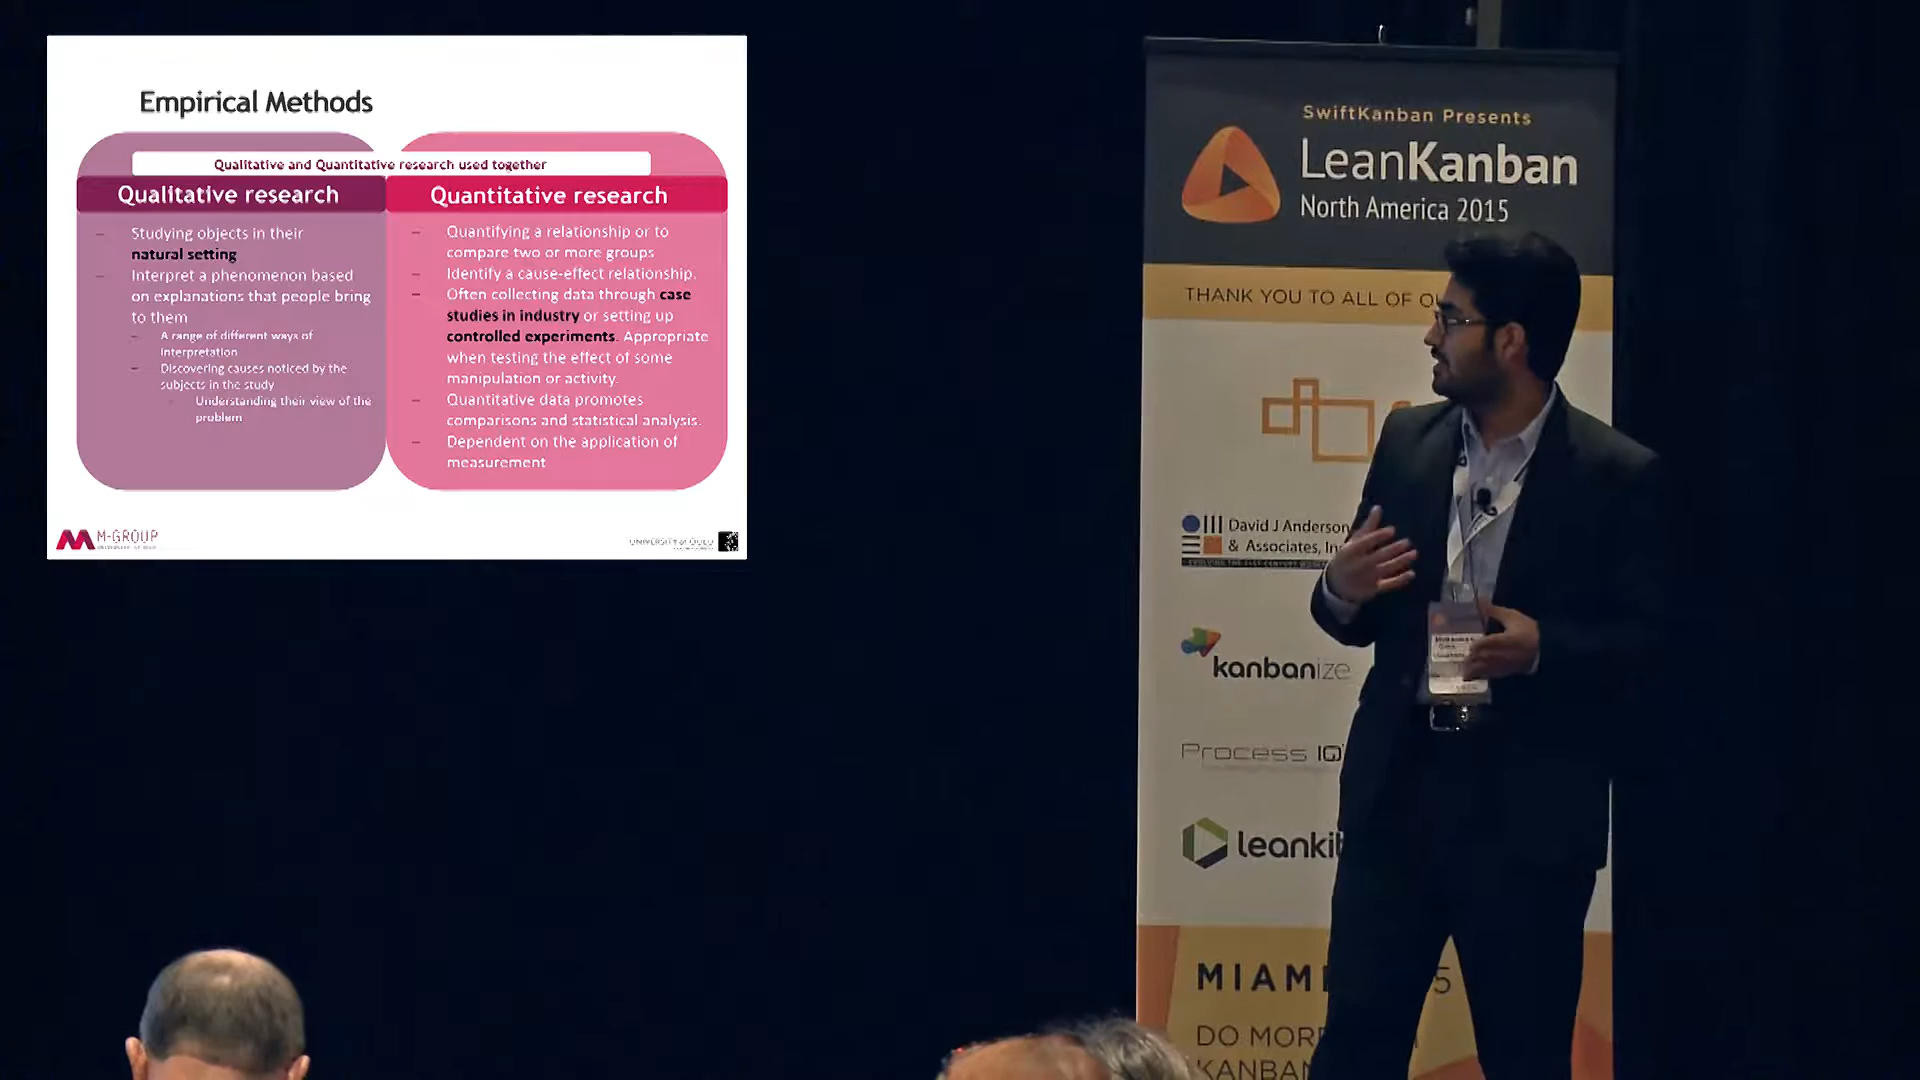 Empirical Methods
Qualitative and Quantitative research used together
Qualitative research
Studying objects in their
natural setting
Interpret a phenomenon based
on explanations that people bring
to them
A range of different ways of
interpretation
Discovering causes noticed by the
subjects in the study
Understanding their view of the
problem
Quantitative research
Quantifying a relationship or to
compare two or more groups
Identify a cause-effect relationship.
Often collecting data through case
studies in industry or setting up
controlled experiments. Appropriate
when testing the effect of some
manipulation or activity.
Quantitative data promotes
comparisons and statistical analysis.
Dependent on the application of
measurement
M-GROUP
UNIVERSITY of OULU
SwiftKanban Presents
LeanKanban
North America 2015
THANK YOU TO ALL OF
David J Anderson
& Associates,
kanbanize
Process IQ
leanki
MIAMI 5
DO MOR
KANBAN